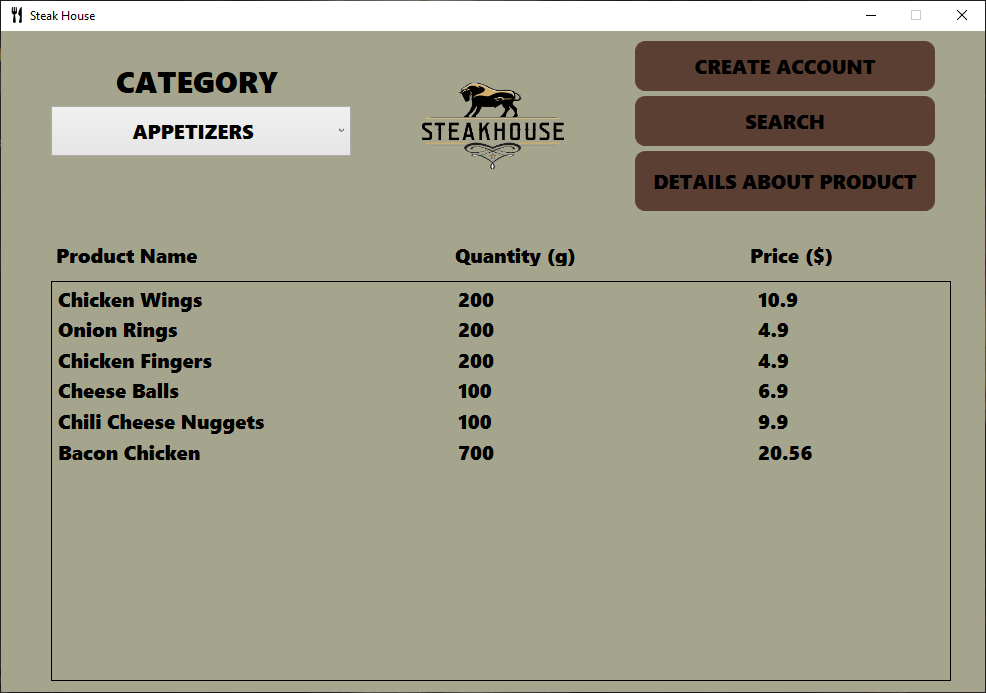 Steak House
CATEGORY
APPETIZERS
STEAKHOUSE
CREATE ACCOUNT
SEARCH
DETAILS ABOUT PRODUCT
Product Name Quantity (g) Price ($)
Chicken Wings 200 10.9
Onion Rings 200 4.9
Chicken Fingers 200 4.9
Cheese Balls 100 6.9
Chili Cheese Nuggets 100 9.9
Bacon Chicken 700 20.56